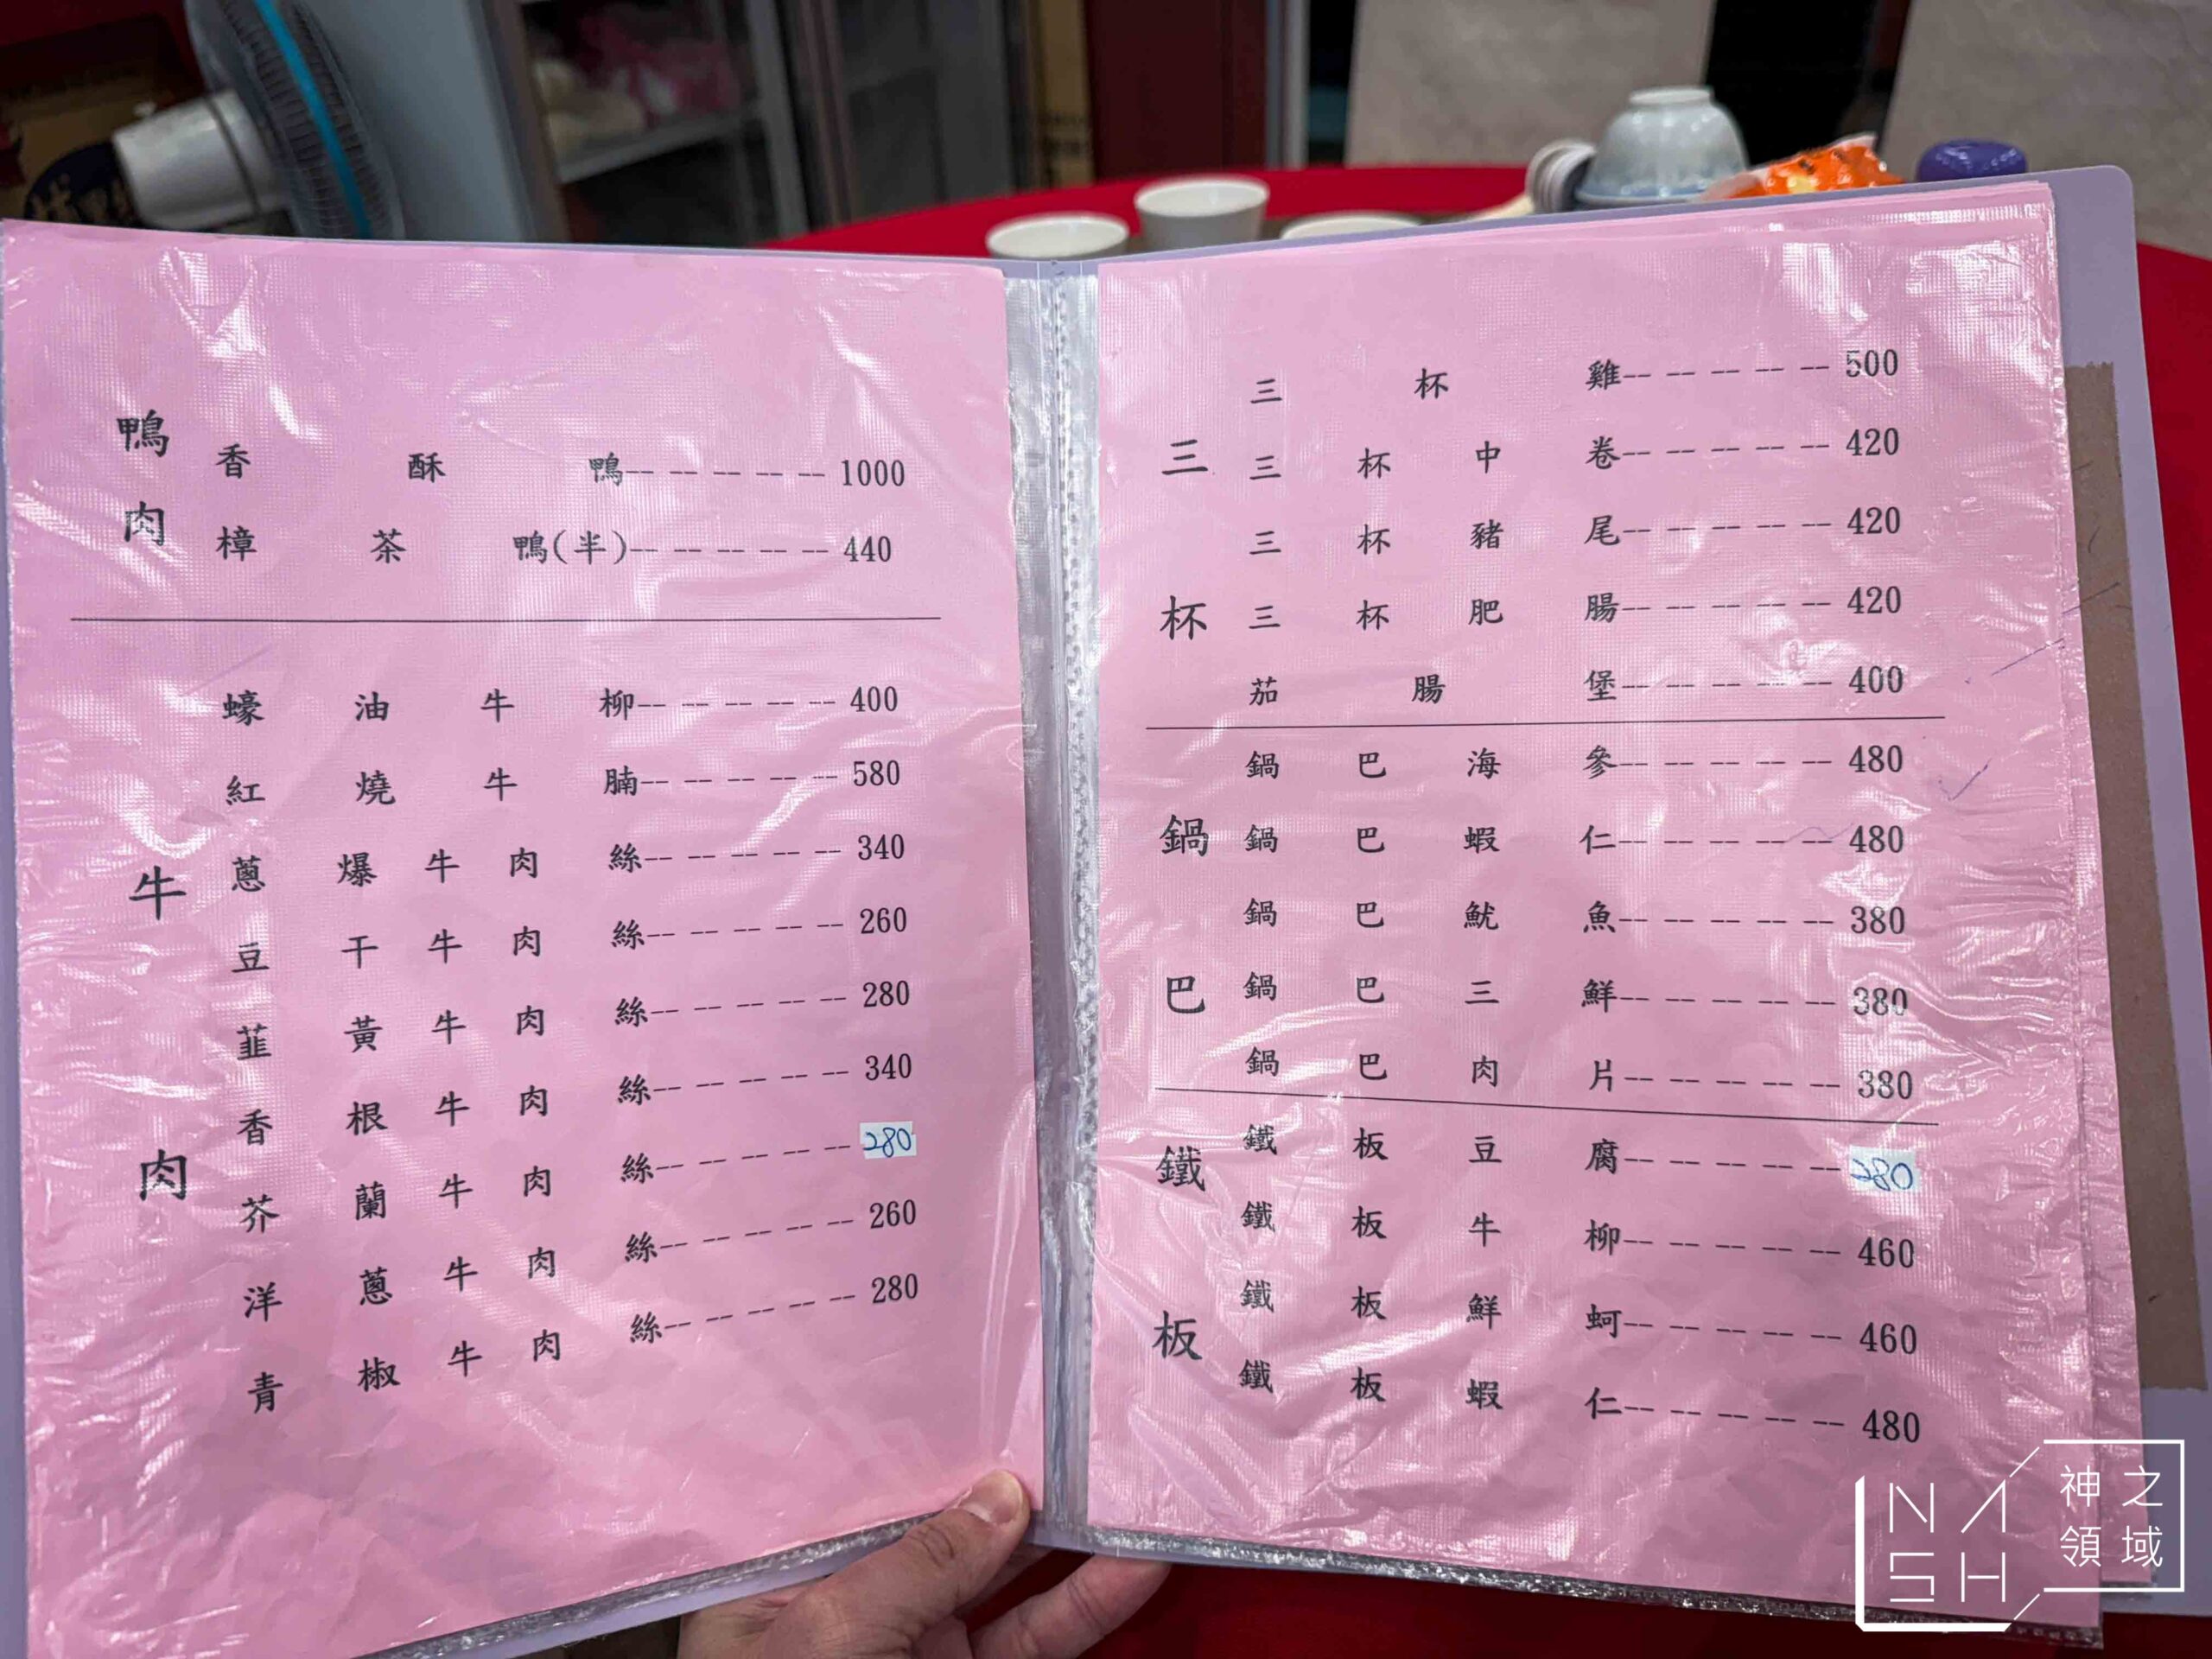 鴨肉
香酥鴨-- -- -- -- -- 1000
樟茶鴨(半)-- -- -- -- -- 440
牛肉
蠔油牛柳-- -- -- -- -- 400
紅燒牛腩-- -- -- -- -- 580
蔥爆牛肉絲-- -- -- -- -- 340
豆干牛肉絲-- -- -- -- -- 260
韮黃牛肉絲-- -- -- -- -- 280
香根牛肉絲-- -- -- -- -- 340
芥蘭牛肉絲-- -- -- -- -- 280
洋蔥牛肉絲-- -- -- -- -- 260
青椒牛肉絲-- -- -- -- -- 280
三杯
三杯雞-- -- -- -- -- 500
三杯中卷-- -- -- -- -- 420
三杯豬尾-- -- -- -- -- 420
三杯肥腸-- -- -- -- -- 420
茄腸堡-- -- -- -- -- 400
鍋巴
鍋巴海參-- -- -- -- -- 480
鍋巴蝦仁-- -- -- -- -- 480
鍋巴魷魚-- -- -- -- -- 380
鍋巴三鮮-- -- -- -- -- 380
鍋巴肉片-- -- -- -- -- 380
鐵板
鐵板豆腐-- -- -- -- -- 280
鐵板牛柳-- -- -- -- -- 460
鐵板鮮蚵-- -- -- -- -- 460
鐵板蝦仁-- -- -- -- -- 480
NASH
神之領域